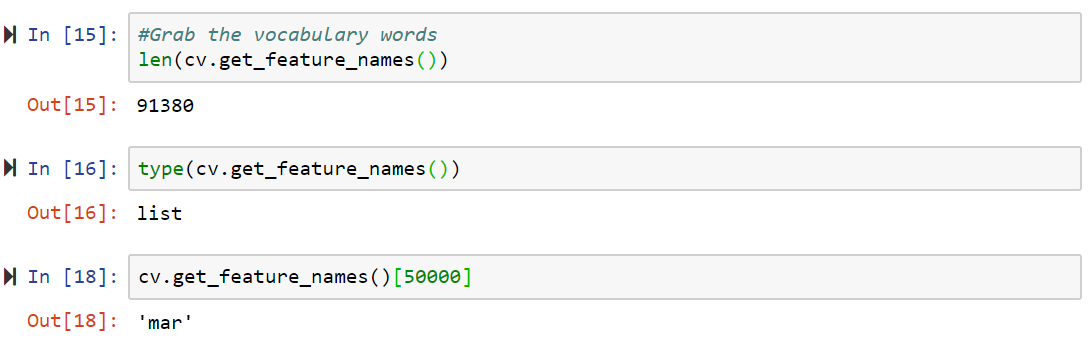 In [15]: #Grab the vocabulary words
len(cv.get_feature_names())
Out[15]: 91380
In [16]: type(cv.get_feature_names())
Out[16]: list
In [18]: cv.get_feature_names()[50000]
Out[18]: 'mar'